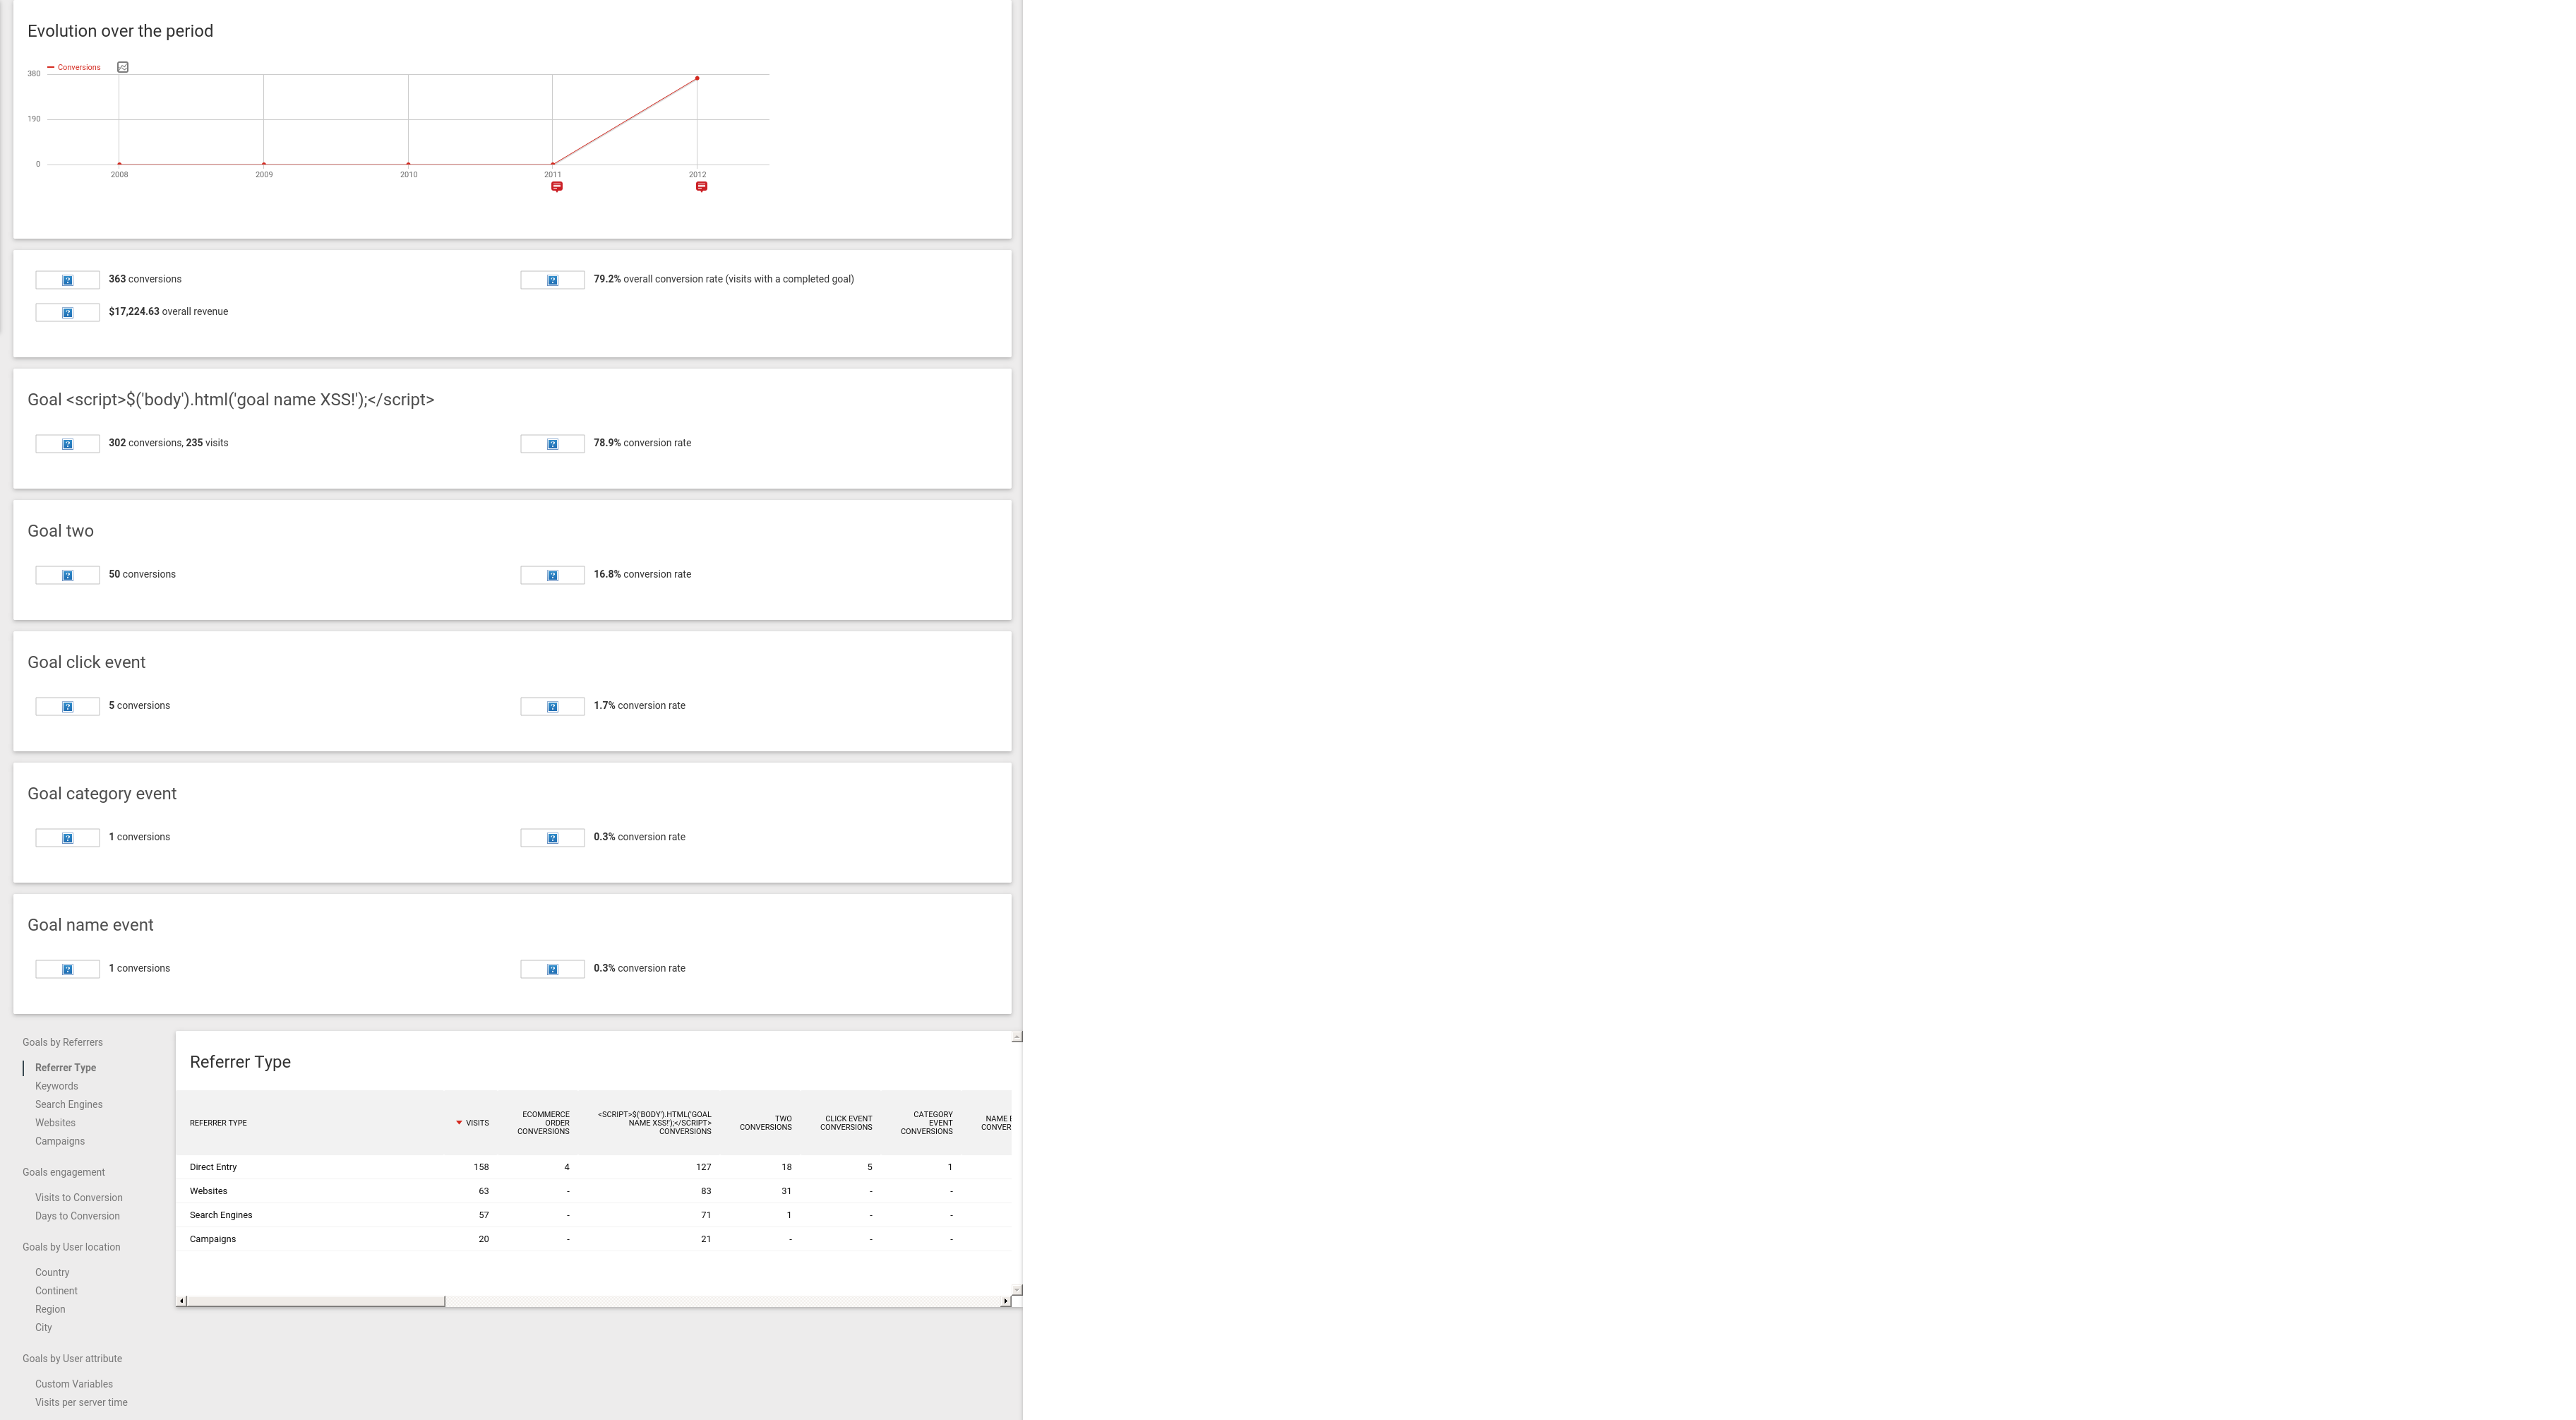 Evolution over the period
Conversions
380
190
0
2008 2009 2010 2011 2012
363 conversions
79.2% overall conversion rate (visits with a completed goal)
$17,224.63 overall revenue
Goal <script>$('body').html('goal name XSS!');</script>
302 conversions, 235 visits
78.9% conversion rate
Goal two
50 conversions
16.8% conversion rate
Goal click event
5 conversions
1.7% conversion rate
Goal category event
1 conversions
0.3% conversion rate
Goal name event
1 conversions
0.3% conversion rate
Goals by Referrers
Referrer Type
Keywords
Search Engines
Websites
Campaigns
Goals engagement
Visits to Conversion
Days to Conversion
Goals by User location
Country
Continent
Region
City
Goals by User attribute
Custom Variables
Visits per server time
Referrer Type
REFERRER TYPE
VISITS
ECOMMERCE
ORDER
CONVERSIONS
<SCRIPT>$('BODY').HTML('GOAL
NAME XSS!');</SCRIPT>
CONVERSIONS
TWO
CONVERSIONS
CLICK EVENT
CONVERSIONS
CATEGORY
EVENT
CONVERSIONS
NAME
CONVER
Direct Entry 158 4 127 18 5 1
Websites 63 - 83 31 - -
Search Engines 57 - 71 1 - -
Campaigns 20 - 21 - - -